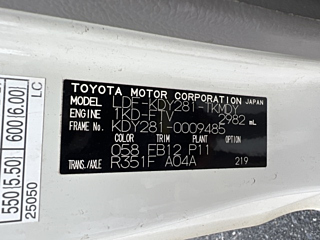 TOYOTA MOTOR CORPORATION JAPAN
MODEL LDF-KDY281-TKMDY
ENGINE 1KD-FTV 2982 mL
FRAME No. KDY281-0009485
COLOR TRIM PLANT
058 FB12 P11
TRANS./AXLE R351F A04A 219
550 5.50 600 6.00
25050
LC